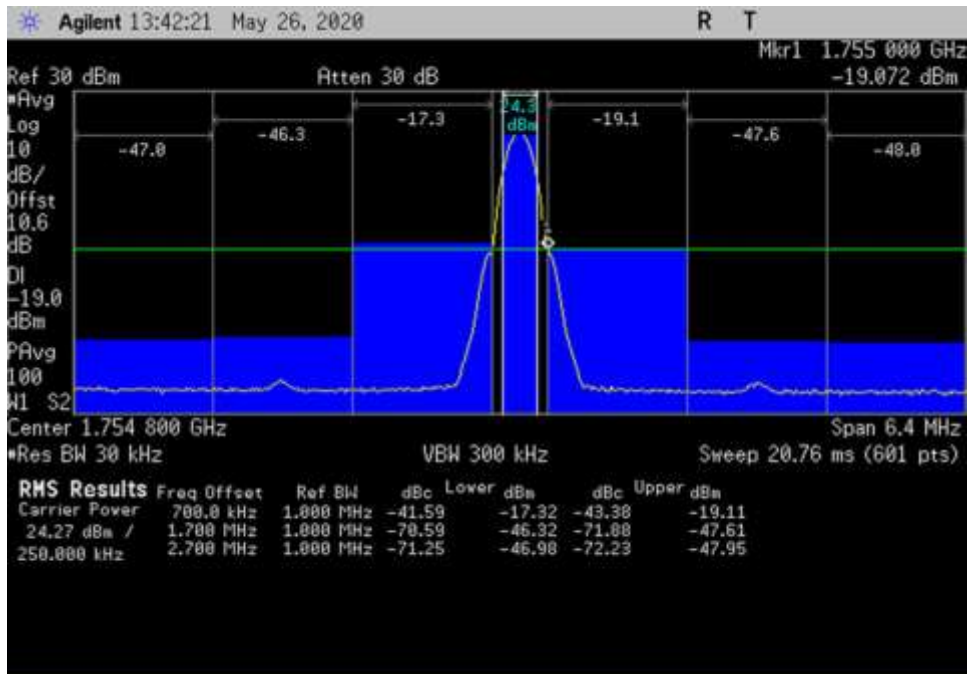 Agilent 13:42:21 May 26, 2020 R T
Mkr1 1.755 000 GHz
Ref 30 dBm Atten 30 dB -19.072 dBm
#Avg
Log
10
dB/
Offst
10.6
dB
DI
-19.0
dBm
PAvg
100
W1 S2
-47.0 -46.3 -17.3 24.3 dBm -19.1 -47.6 -48.0
Center 1.754 800 GHz Span 6.4 MHz
#Res BW 30 kHz VBW 300 kHz Sweep 20.76 ms (601 pts)
RMS Results Freq Offset Ref BW dBc Lower dBm dBc Upper dBm
Carrier Power 700.0 kHz 1.000 MHz -41.59 -17.32 -43.38 -19.11
24.27 dBm / 1.700 MHz 1.000 MHz -70.59 -46.32 -71.88 -47.61
250.000 kHz 2.700 MHz 1.000 MHz -71.25 -46.98 -72.23 -47.95